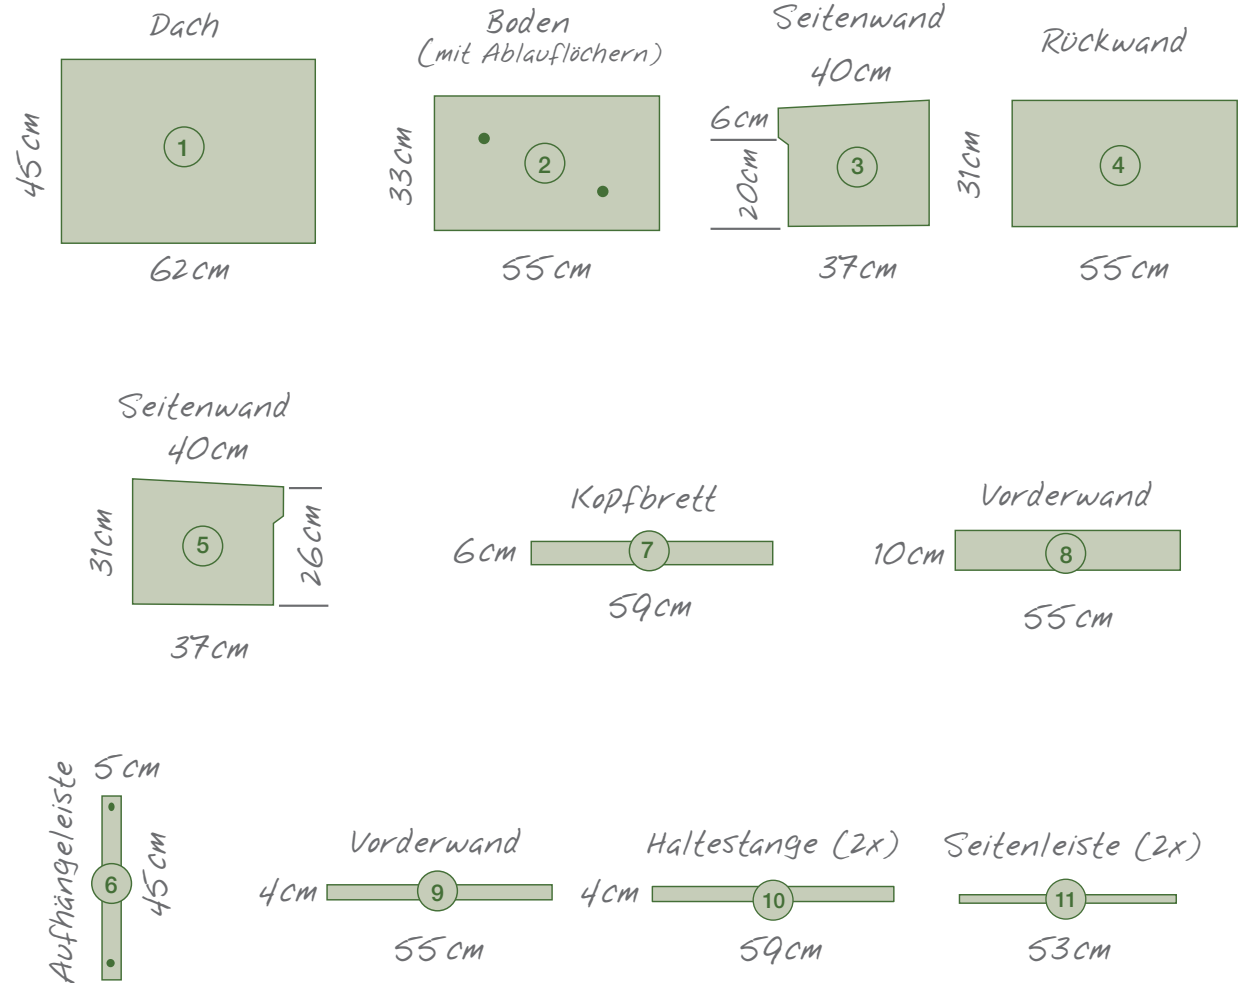 Dach
45cm
1
62cm
Boden
(mit Ablauflöchern)
33cm
2
55cm
Seitenwand
40cm
6cm
20cm
3
37cm
Rückwand
31cm
4
55cm
Seitenwand
40cm
31cm
5
26cm
37cm
Kopfbrett
6cm
7
59cm
Vorderwand
10cm
8
55cm
Aufhängeleiste
5cm
6
45cm
Vorderwand
4cm
9
55cm
Haltestange (2x)
4cm
10
59cm
Seitenleiste (2x)
11
53cm